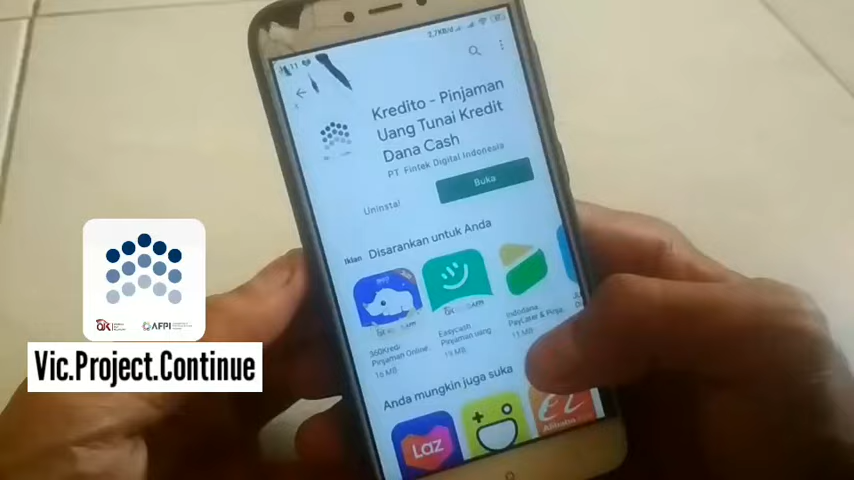 2,7KB/d
Kredito - Pinjaman
Uang Tunai Kredit
Dana Cash
PT Fintek Digital Indonesia
Uninstal
Buka
Iklan Disarankan untuk Anda
360Kredi
Pinjaman Online
16 MB
Easycash
Pinjaman uang
19 MB
Indodana
PayLater & Pinja
11 MB
Anda mungkin juga suka
Laz
AFPI
Vic.Project.Continue